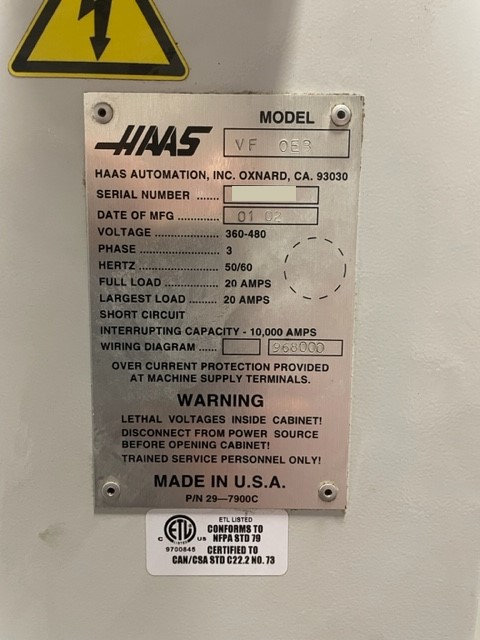 MODEL
HAAS VF 0EB
HAAS AUTOMATION, INC. OXNARD, CA. 93030
SERIAL NUMBER .......
DATE OF MFG ............ 01 02
VOLTAGE ................. 360-480
PHASE ..................... 3
HERTZ ..................... 50/60
FULL LOAD ............... 20 AMPS
LARGEST LOAD ........ 20 AMPS
SHORT CIRCUIT
INTERRUPTING CAPACITY - 10,000 AMPS
WIRING DIAGRAM ...... 968000
OVER CURRENT PROTECTION PROVIDED
AT MACHINE SUPPLY TERMINALS.
WARNING
LETHAL VOLTAGES INSIDE CABINET!
DISCONNECT FROM POWER SOURCE
BEFORE OPENING CABINET!
TRAINED SERVICE PERSONNEL ONLY!
MADE IN U.S.A.
P/N 29—7900C
ETL LISTED
CONFORMS TO
NFPA STD 79
C ETL US
9700845
CERTIFIED TO
CAN/CSA STD C22.2 NO. 73